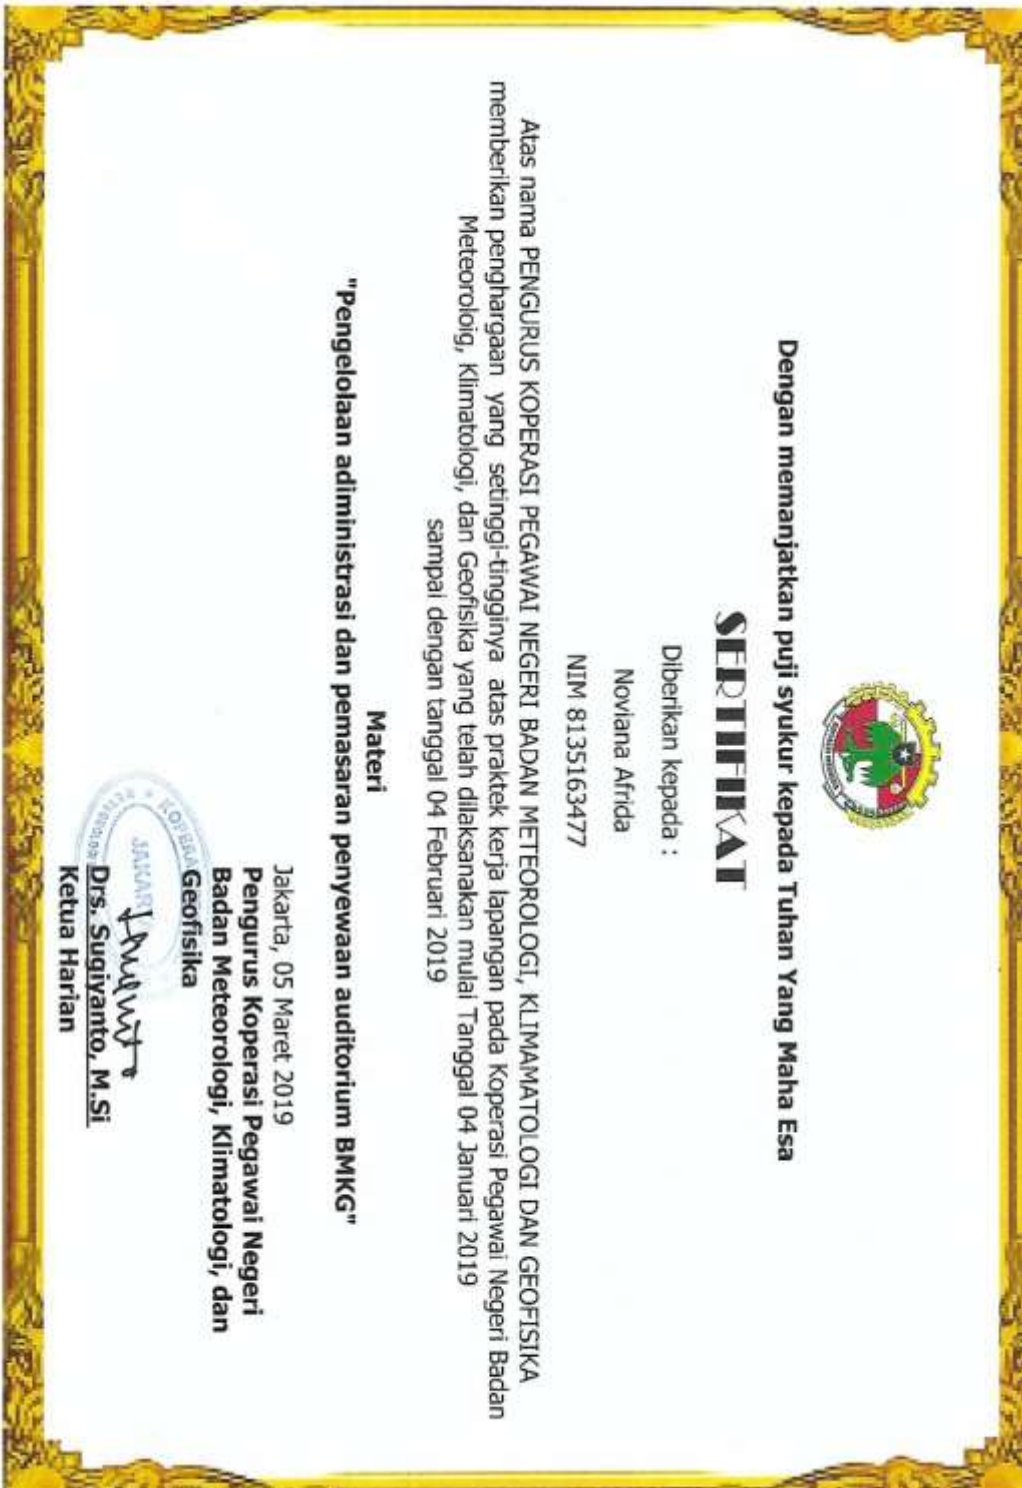 Dengan memanjatkan puji syukur kepada Tuhan Yang Maha Esa
SERTIFIKAT
Diberikan kepada :
Noviana Afrida
NIM 8135163477
Atas nama PENGURUS KOPERASI PEGAWAI NEGERI BADAN METEOROLOGI, KLIMAMATOLOGI DAN GEOFISIKA
memberikan penghargaan yang setinggi-tingginya atas praktek kerja lapangan pada Koperasi Pegawai Negeri Badan
Meteoroloig, Klimatologi, dan Geofisika yang telah dilaksanakan mulai Tanggal 04 Januari 2019
sampai dengan tanggal 04 Februari 2019
Materi
"Pengelolaan adiministrasi dan pemasaran penyewaan auditorium BMKG"
Jakarta, 05 Maret 2019
Pengurus Koperasi Pegawai Negeri
Badan Meteorologi, Klimatologi, dan
Geofisika
Drs. Sugiyanto, M.Si
Ketua Harian